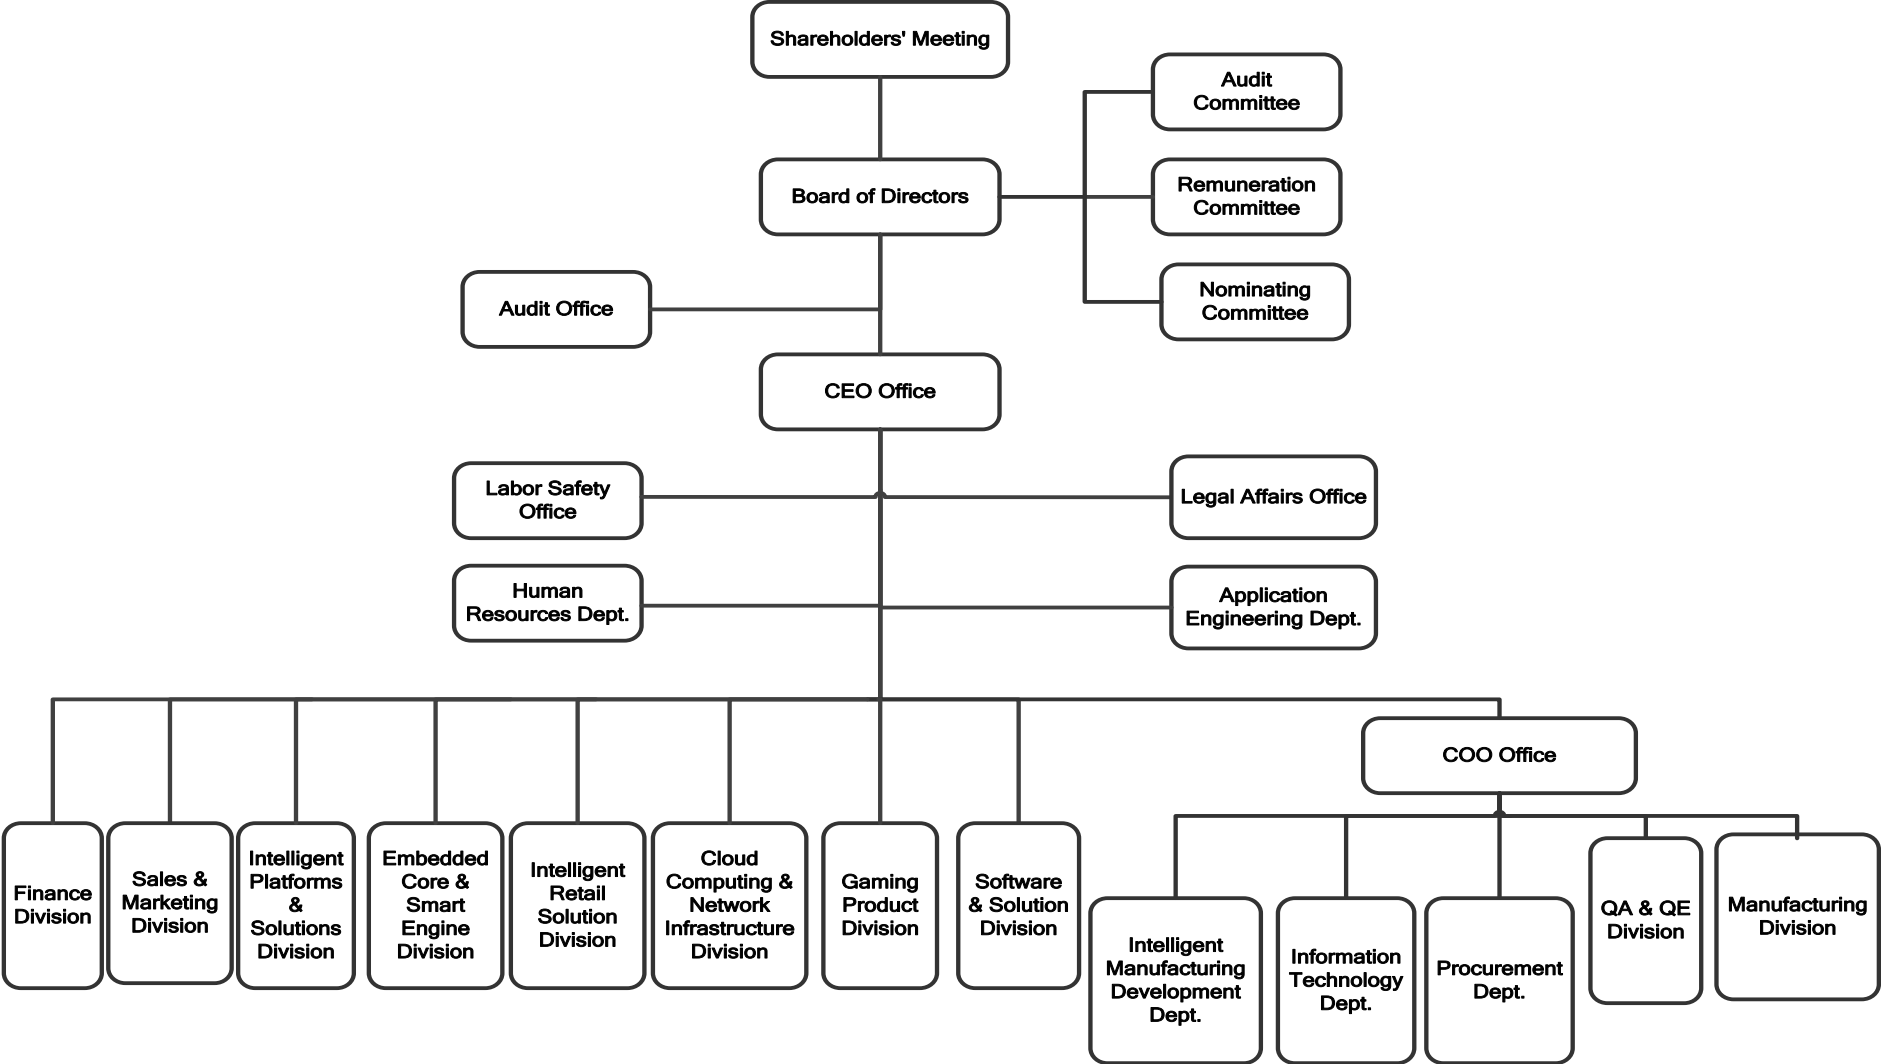 Shareholders' Meeting
Audit
Committee
Board of Directors
Remuneration
Committee
Nominating
Committee
Audit Office
CEO Office
Labor Safety
Office
Legal Affairs Office
Human
Resources Dept.
Application
Engineering Dept.
COO Office
Finance
Division
Sales &
Marketing
Division
Intelligent
Platforms
&
Solutions
Division
Embedded
Core &
Smart
Engine
Division
Intelligent
Retail
Solution
Division
Cloud
Computing &
Network
Infrastructure
Division
Gaming
Product
Division
Software
& Solution
Division
Intelligent
Manufacturing
Development
Dept.
Information
Technology
Dept.
Procurement
Dept.
QA & QE
Division
Manufacturing
Division